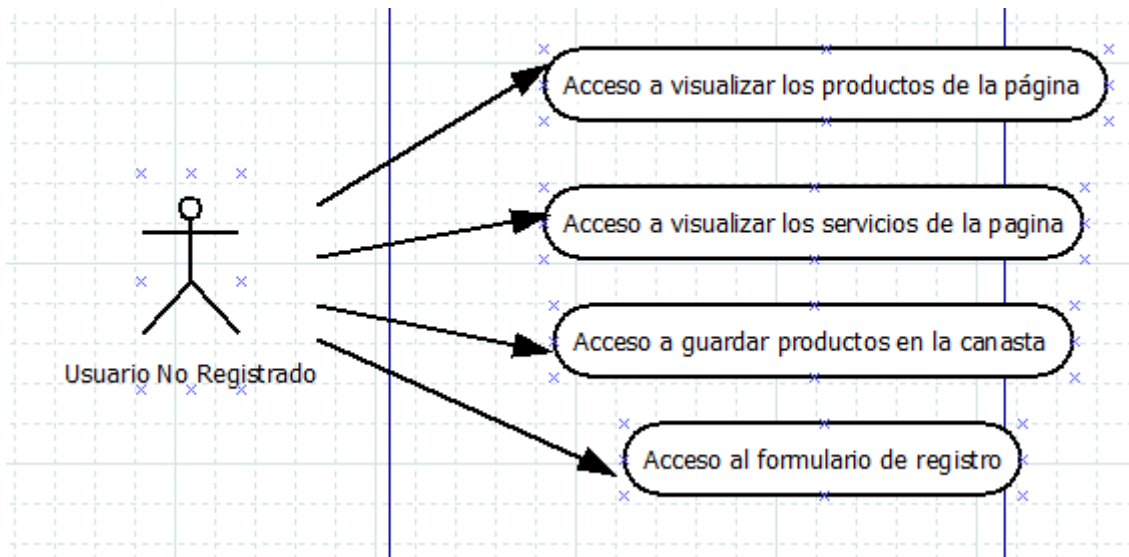 Acceso a visualizar los productos de la página
Acceso a visualizar los servicios de la pagina
Acceso a guardar productos en la canasta
Usuario No Registrado
Acceso al formulario de registro